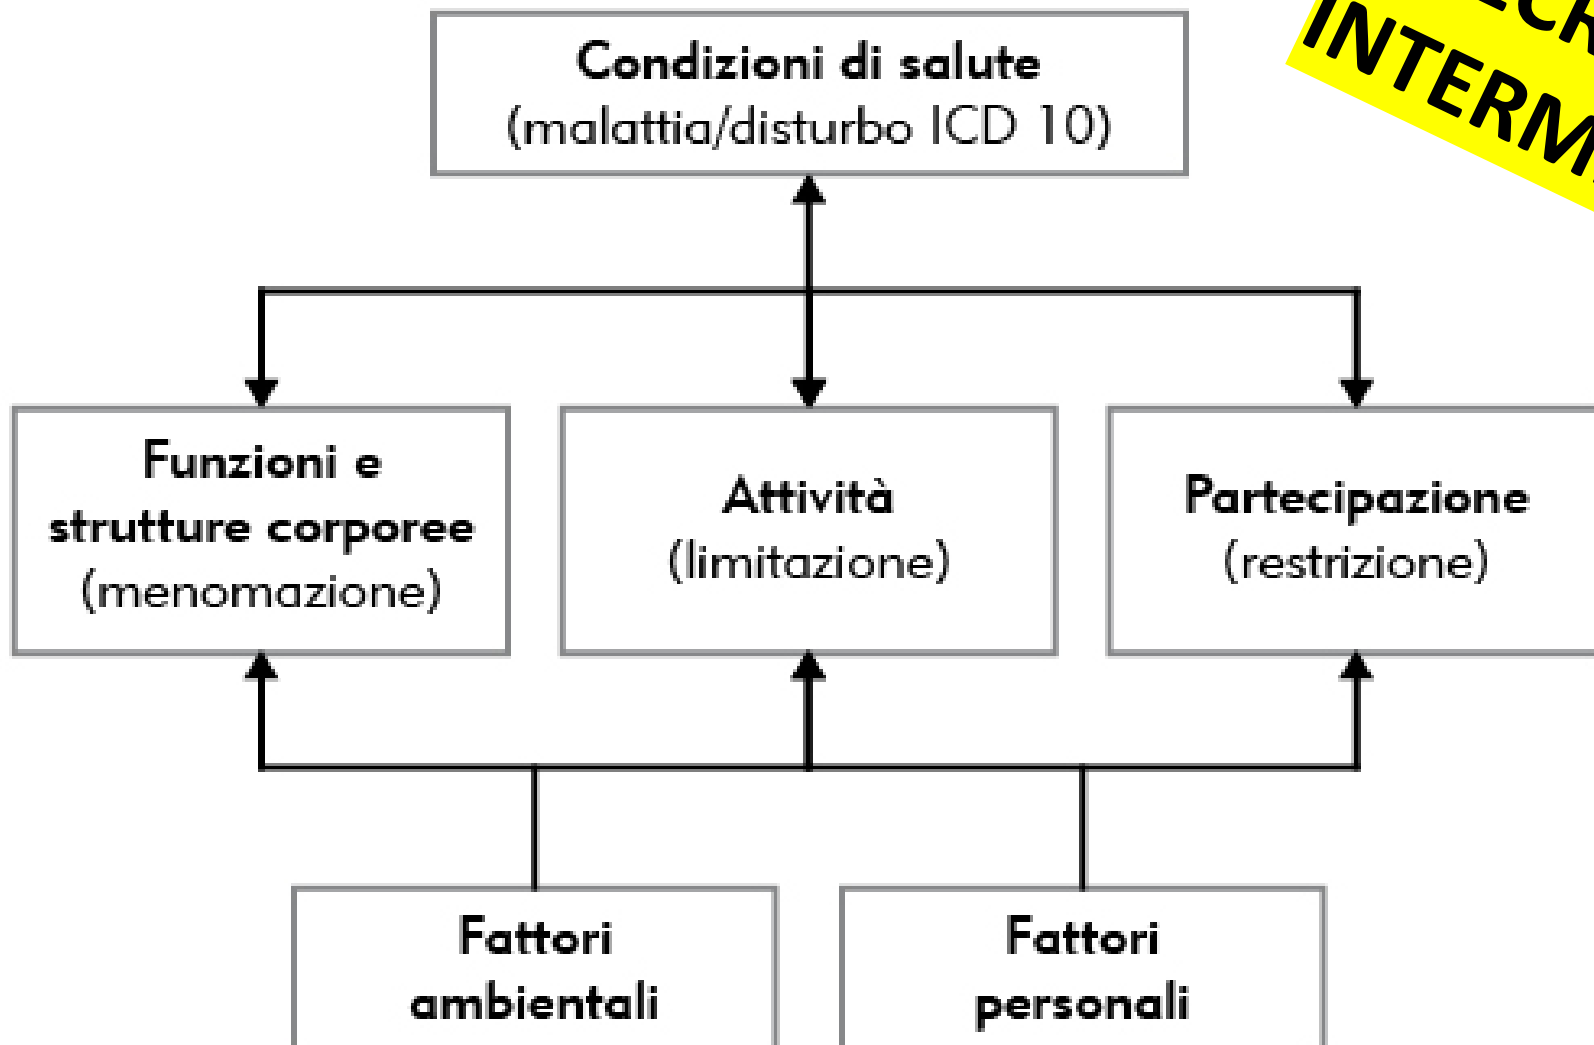 Condizioni di salute
(malattia/disturbo ICD 10)
Funzioni e
strutture corporee
(menomazione)
Attività
(limitazione)
Partecipazione
(restrizione)
Fattori
ambientali
Fattori
personali